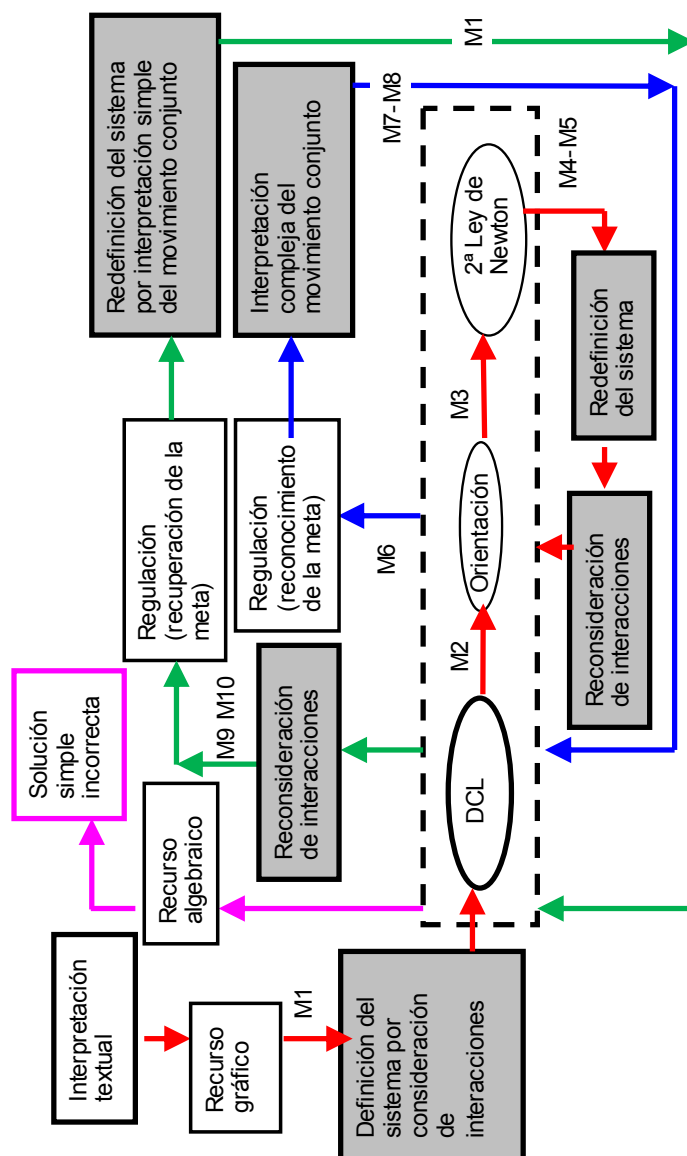 Interpretación
textual
Recurso
gráfico
M1
Definición del
sistema por
consideración
de
interacciones
Solución
simple
incorrecta
Recurso
algebraico
M9 M10
Reconsideración
de interacciones
Regulación
(recuperación de la
meta)
Regulación
(reconocimiento
de la meta)
M6
Redefinición del sistema
por interpretación simple
del movimiento conjunto
Interpretación
compleja del
movimiento conjunto
M1
M7- M8
DCL
M2
Orientación
M3
2ª Ley de
Newton
M4- M5
Redefinición
del sistema
Reconsideración
de interacciones